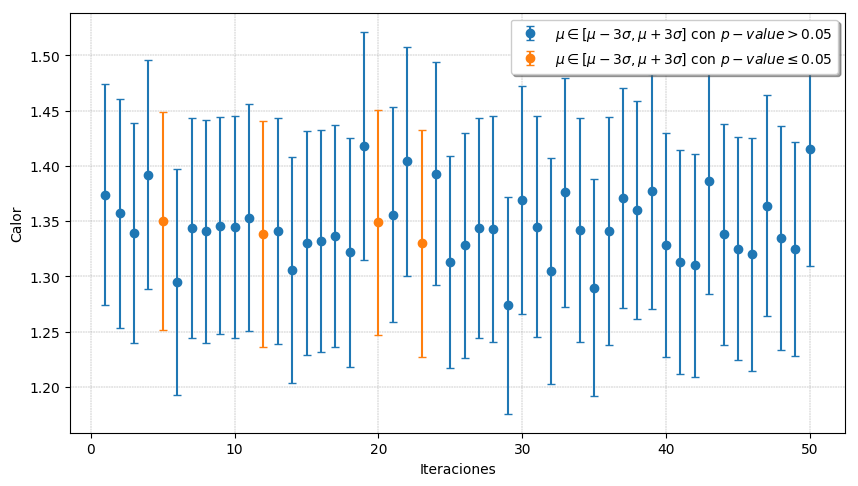 μ ∈ [μ − 3σ, μ + 3σ] con p − value > 0.05
μ ∈ [μ − 3σ, μ + 3σ] con p − value ≤ 0.05
1.50
1.45
1.40
1.35
1.30
1.25
1.20
Calor
0 10 20 30 40 50
Iteraciones